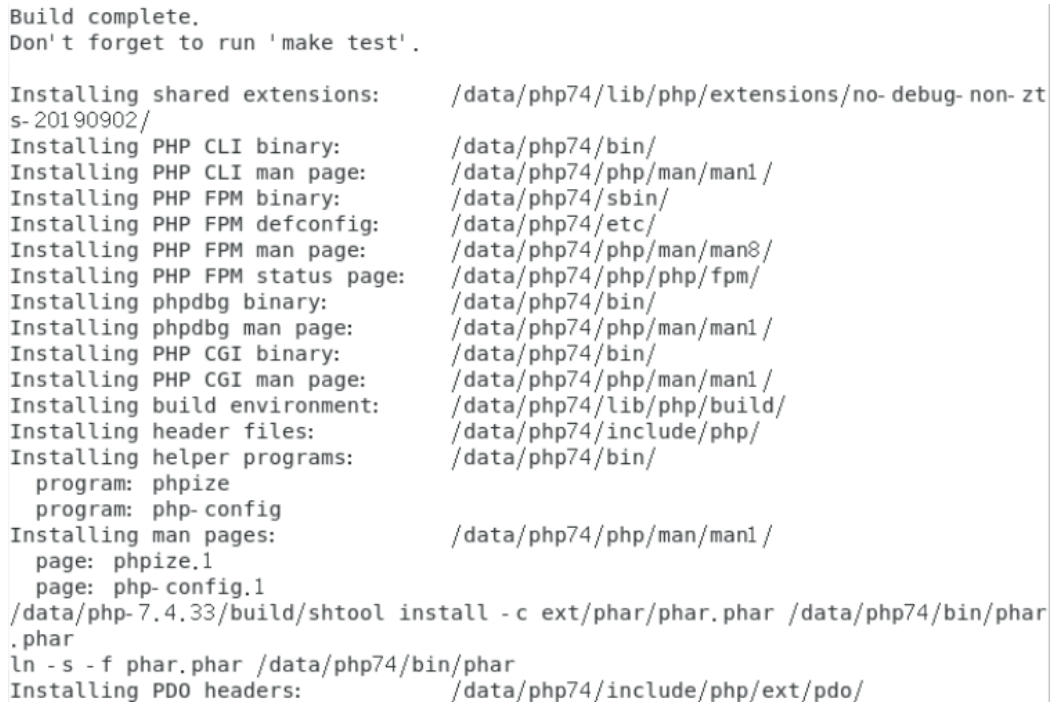 Build complete.
Don't forget to run 'make test'.

Installing shared extensions:     /data/php74/lib/php/extensions/no-debug-non-zt
s-20190902/
Installing PHP CLI binary:        /data/php74/bin/
Installing PHP CLI man page:      /data/php74/php/man/man1/
Installing PHP FPM binary:        /data/php74/sbin/
Installing PHP FPM defconfig:     /data/php74/etc/
Installing PHP FPM man page:      /data/php74/php/man/man8/
Installing PHP FPM status page:   /data/php74/php/php/fpm/
Installing phpdbg binary:         /data/php74/bin/
Installing phpdbg man page:       /data/php74/php/man/man1/
Installing PHP CGI binary:        /data/php74/bin/
Installing PHP CGI man page:      /data/php74/php/man/man1/
Installing build environment:     /data/php74/lib/php/build/
Installing header files:          /data/php74/include/php/
Installing helper programs:       /data/php74/bin/
  program: phpize
  program: php-config
Installing man pages:             /data/php74/php/man/man1/
  page: phpize.1
  page: php-config.1
/data/php-7.4.33/build/shtool install -c ext/phar/phar.phar /data/php74/bin/phar
.phar
ln -s -f phar.phar /data/php74/bin/phar
Installing PDO headers:           /data/php74/include/php/ext/pdo/